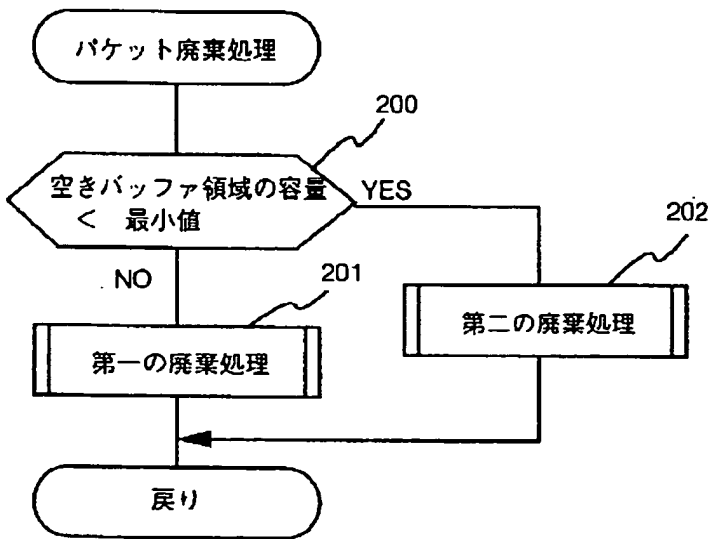 パケット廃棄処理
200
空きバッファ領域の容量
< 最小値
YES
202
NO
201
第二の廃棄処理
第一の廃棄処理
戻り